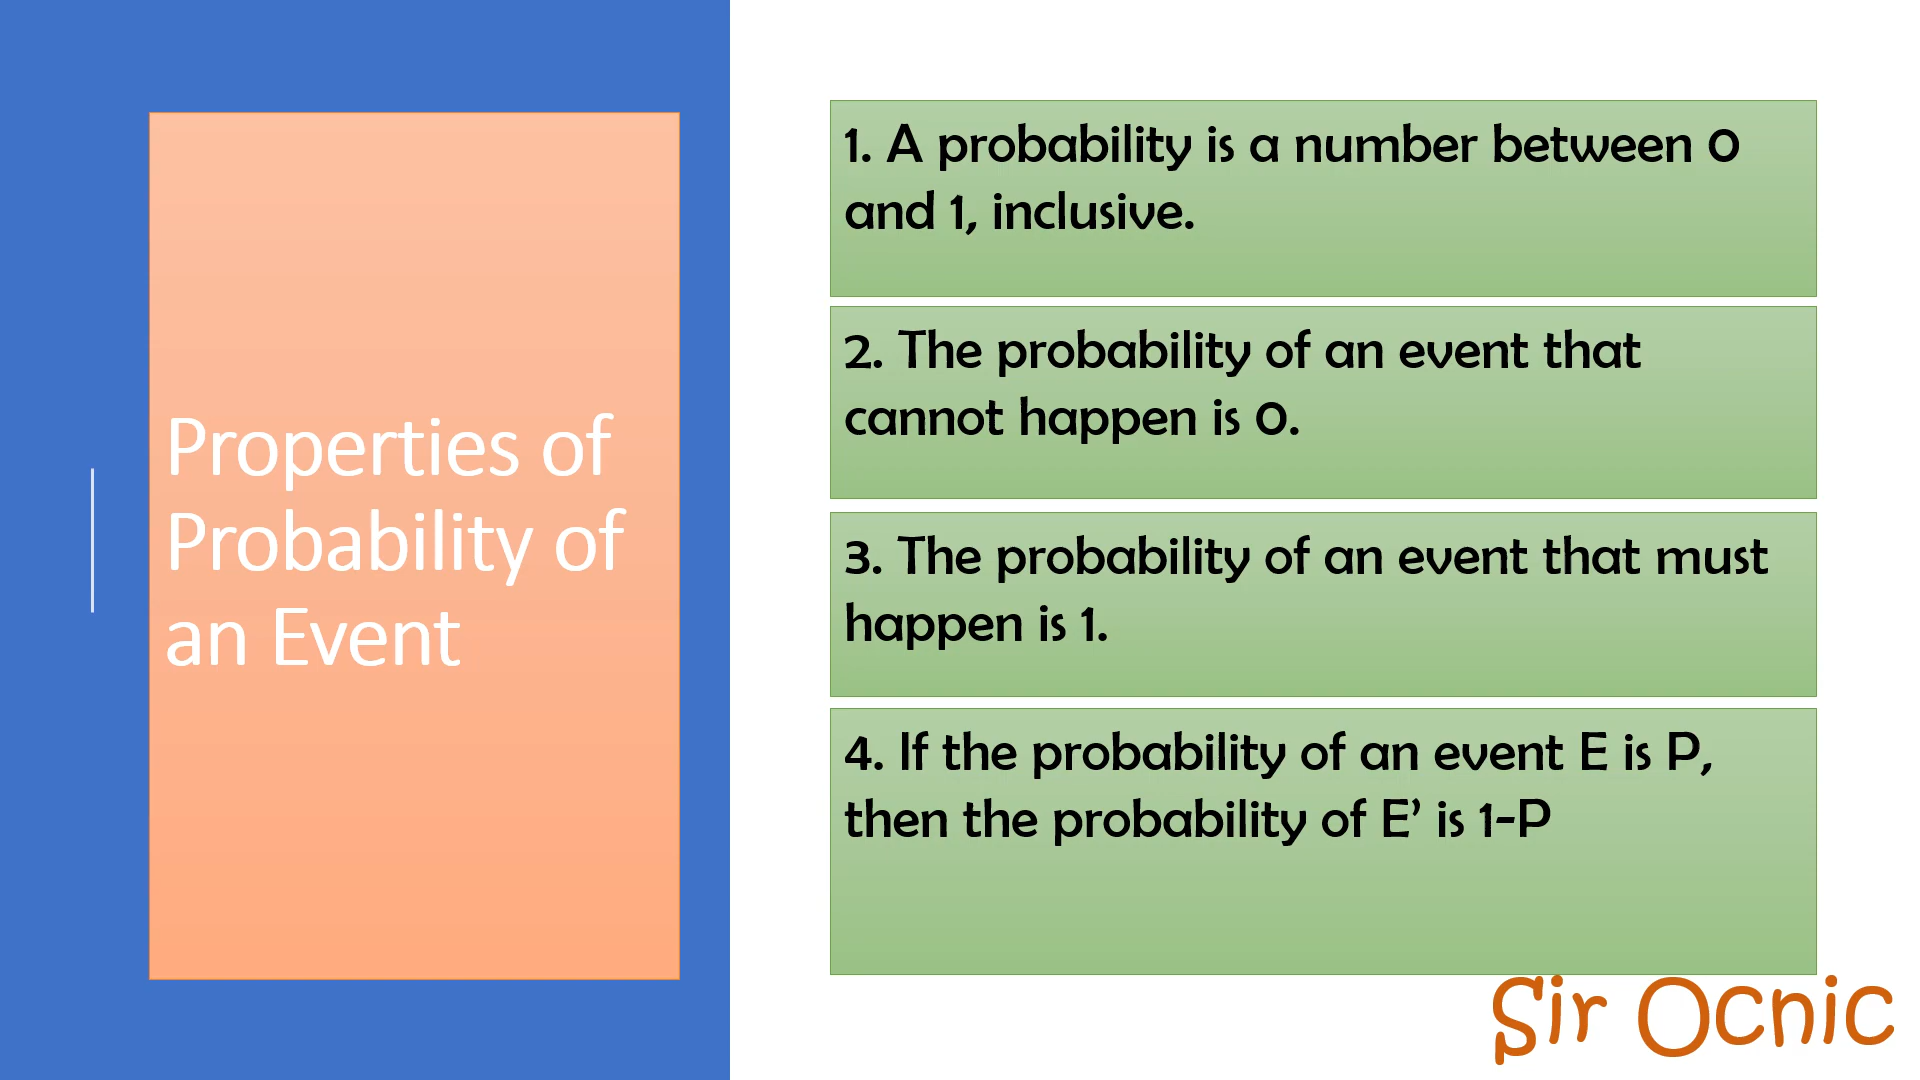 Properties of
Probability of
an Event
1. A probability is a number between 0
and 1, inclusive.
2. The probability of an event that
cannot happen is 0.
3. The probability of an event that must
happen is 1.
4. If the probability of an event E is P,
then the probability of E’ is 1-P
Sir Ocnic